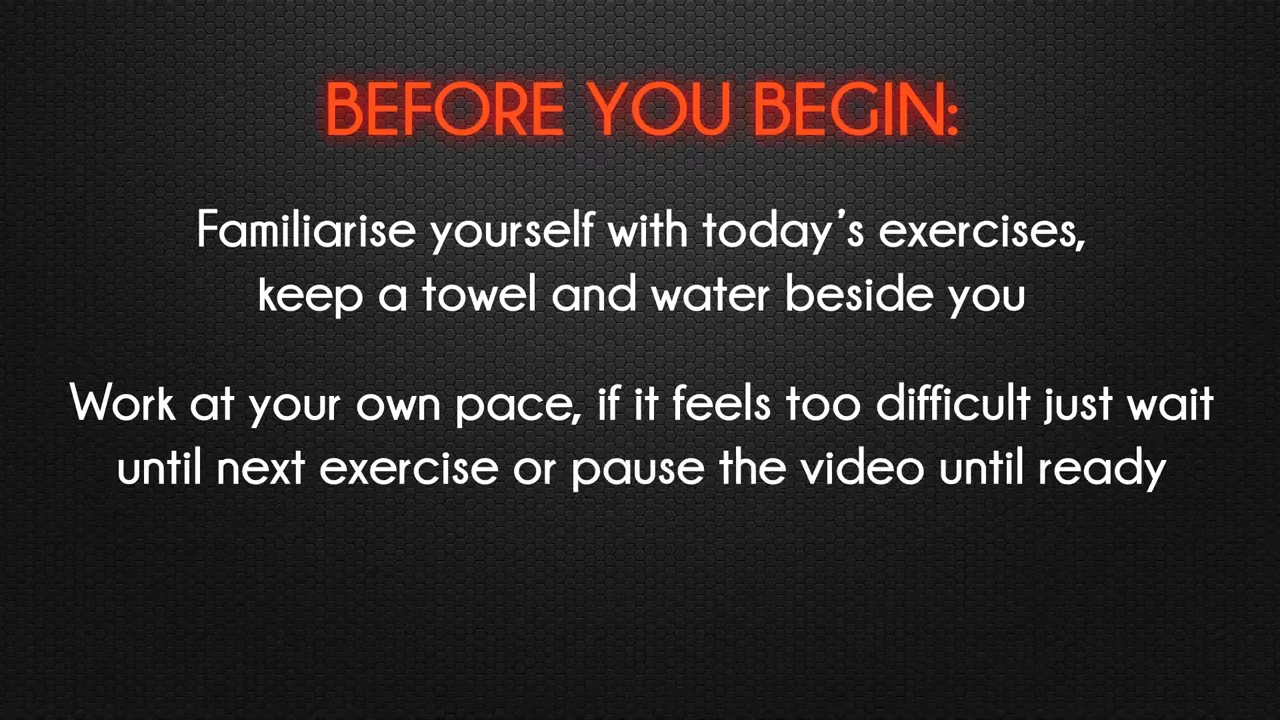 BEFORE YOU BEGIN:
Familiarise yourself with today's exercises,
keep a towel and water beside you
Work at your own pace, if it feels too difficult just wait
until next exercise or pause the video until ready